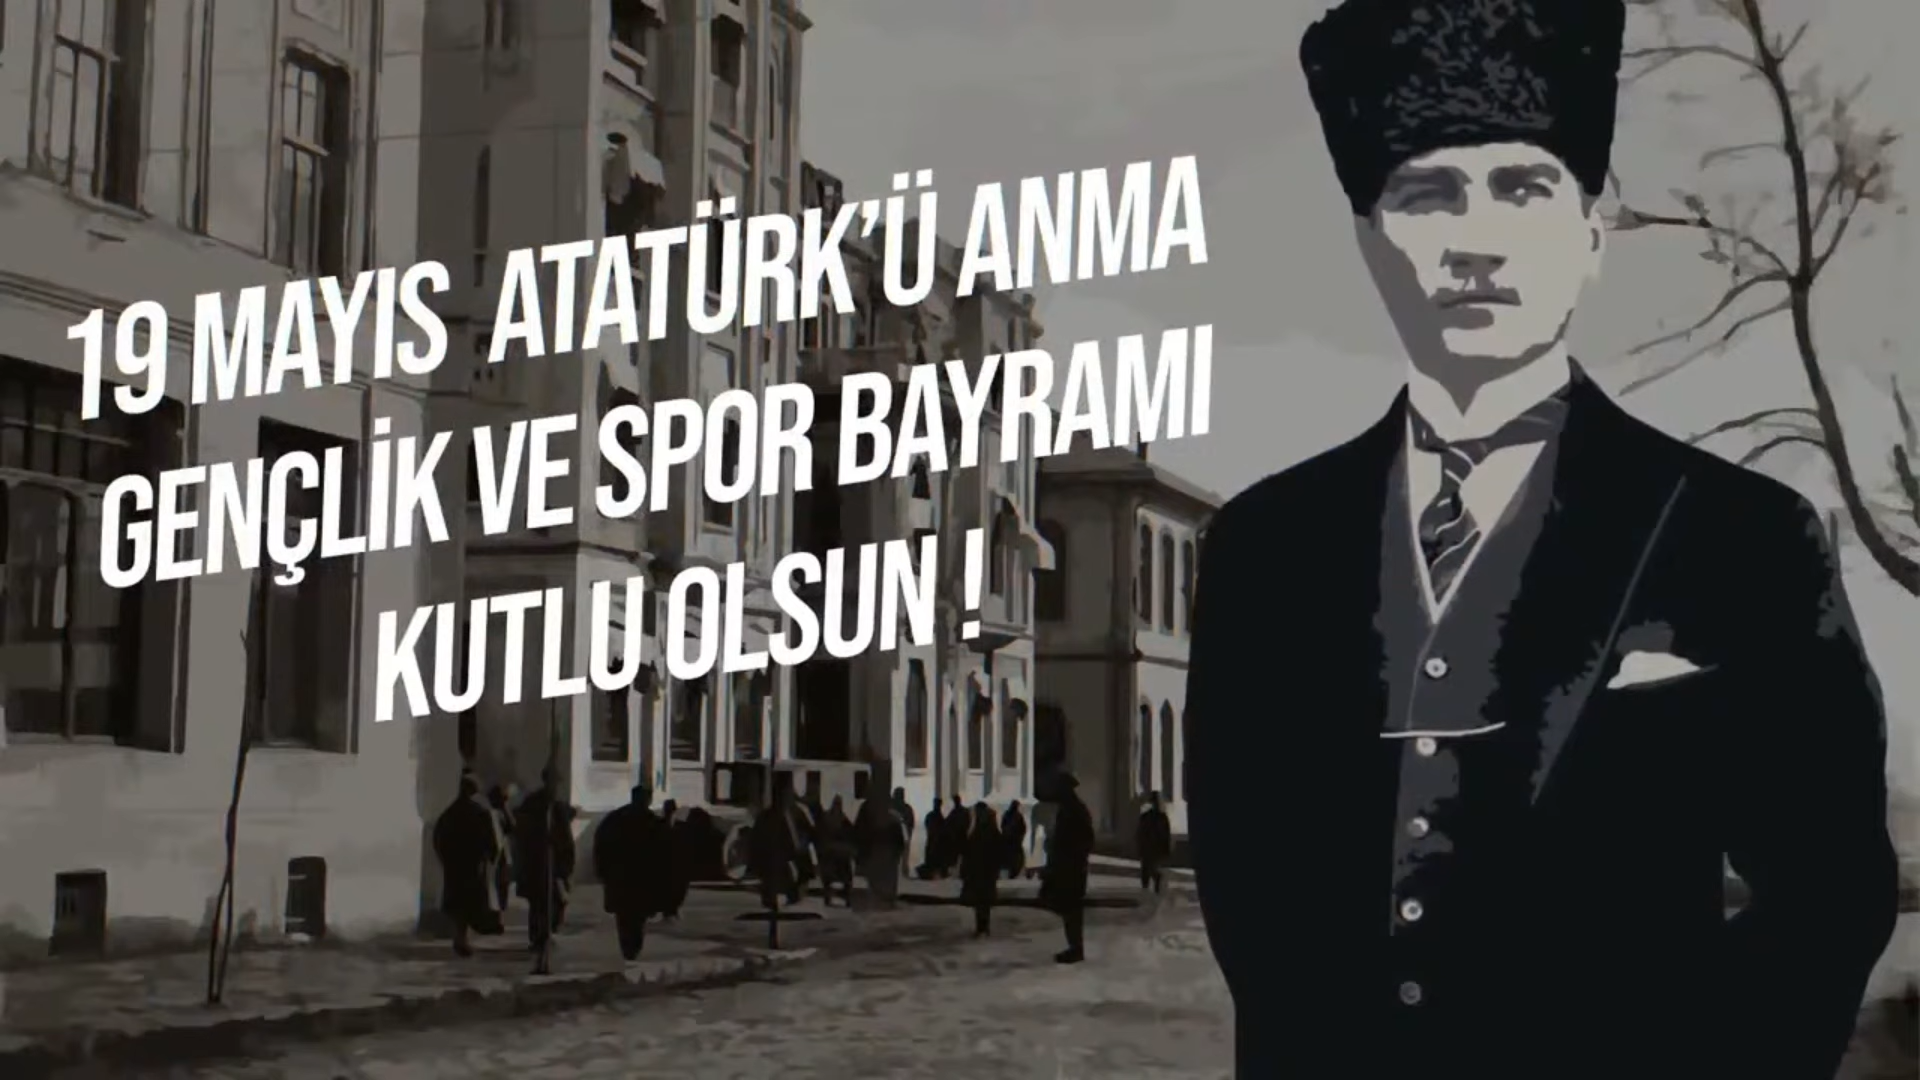 19 MAYIS ATATÜRK’Ü ANMA
GENÇLİK VE SPOR BAYRAMI
KUTLU OLSUN !